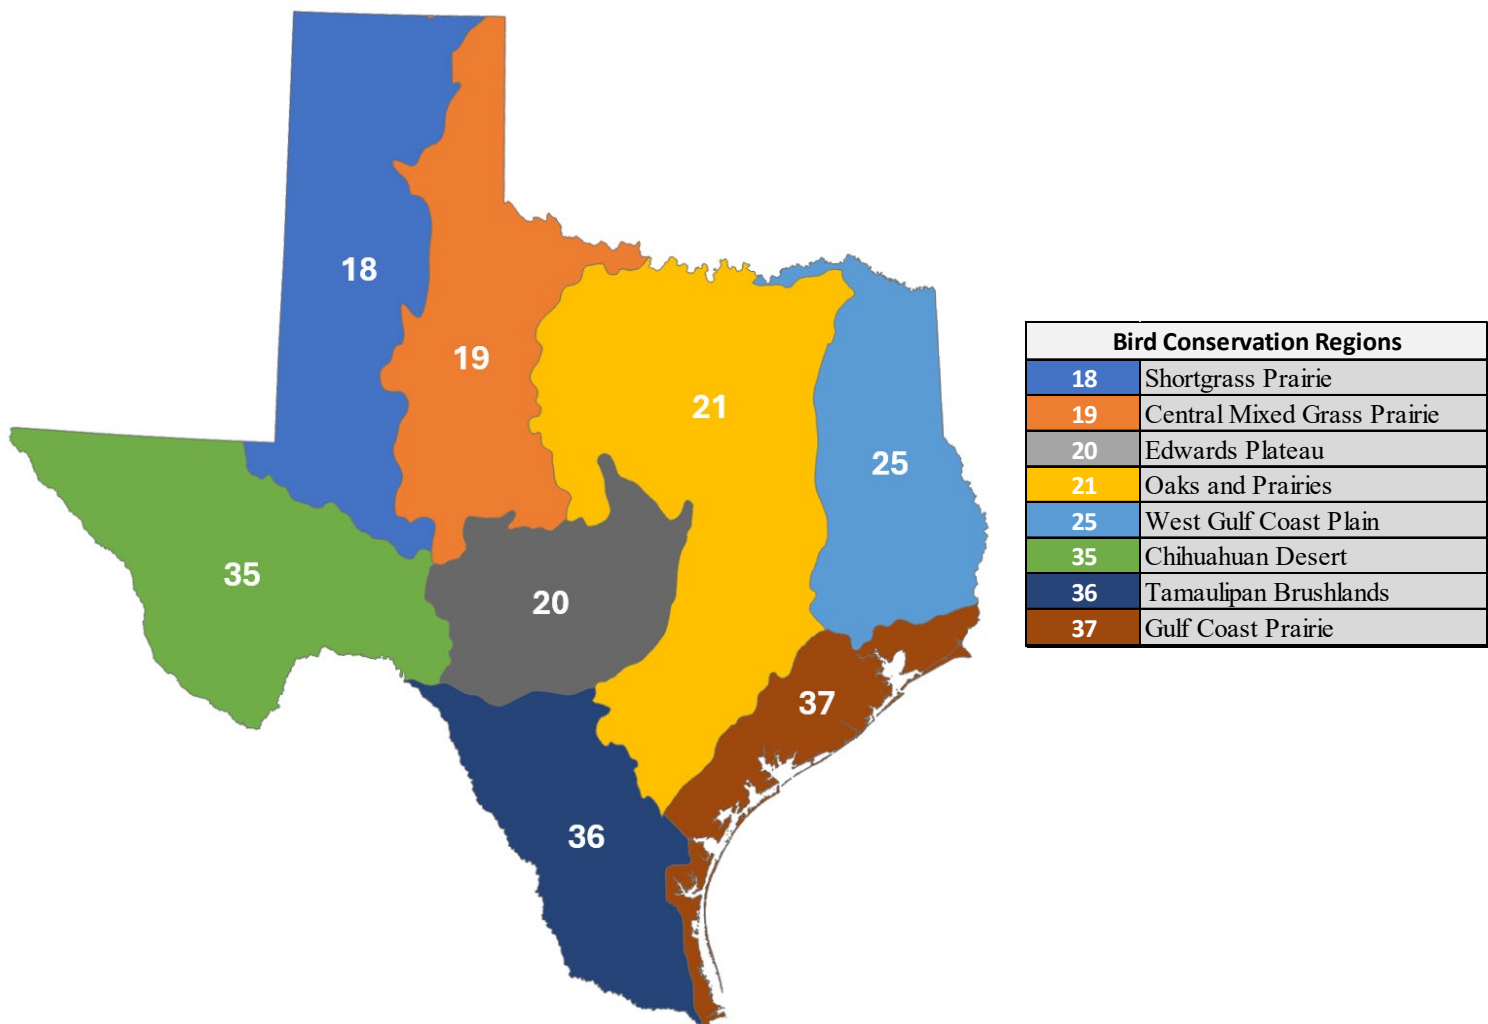 18
19
21
25
35
20
37
36
Bird Conservation Regions
18 Shortgrass Prairie
19 Central Mixed Grass Prairie
20 Edwards Plateau
21 Oaks and Prairies
25 West Gulf Coast Plain
35 Chihuahuan Desert
36 Tamaulipan Brushlands
37 Gulf Coast Prairie